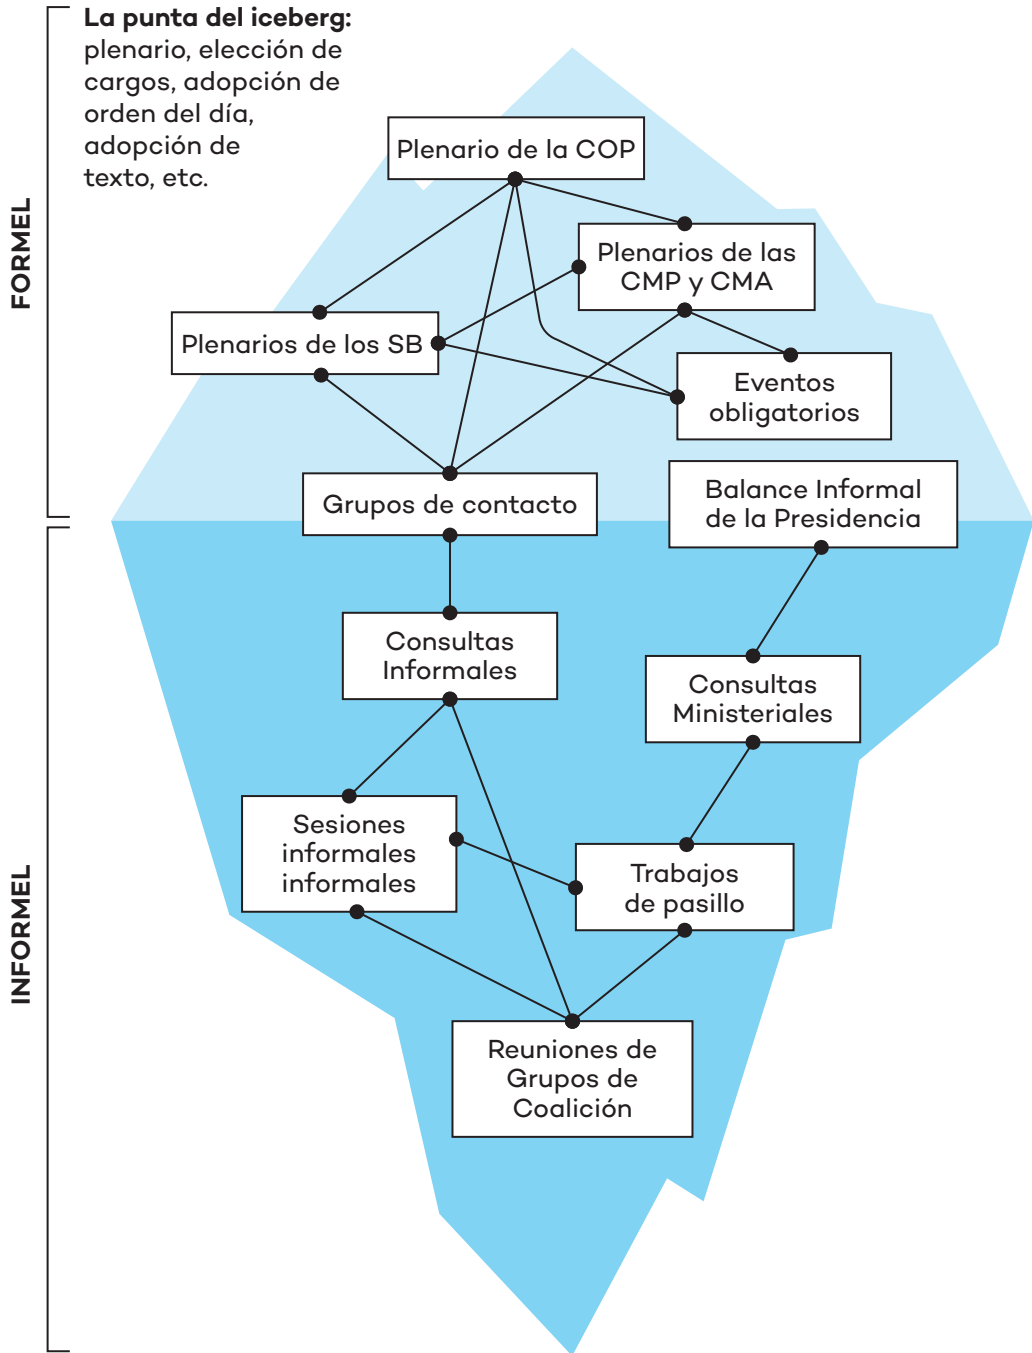 La punta del iceberg:
plenario, elección de
cargos, adopción de
orden del día,
adopción de
texto, etc.
FORMEL
Plenario de la COP
Plenarios de las
CMP y CMA
Plenarios de los SB
Eventos
obligatorios
Grupos de contacto
Balance Informal
de la Presidencia
INFORMEL
Consultas
Informales
Consultas
Ministeriales
Sesiones
informales
informales
Trabajos
de pasillo
Reuniones de
Grupos de
Coalición